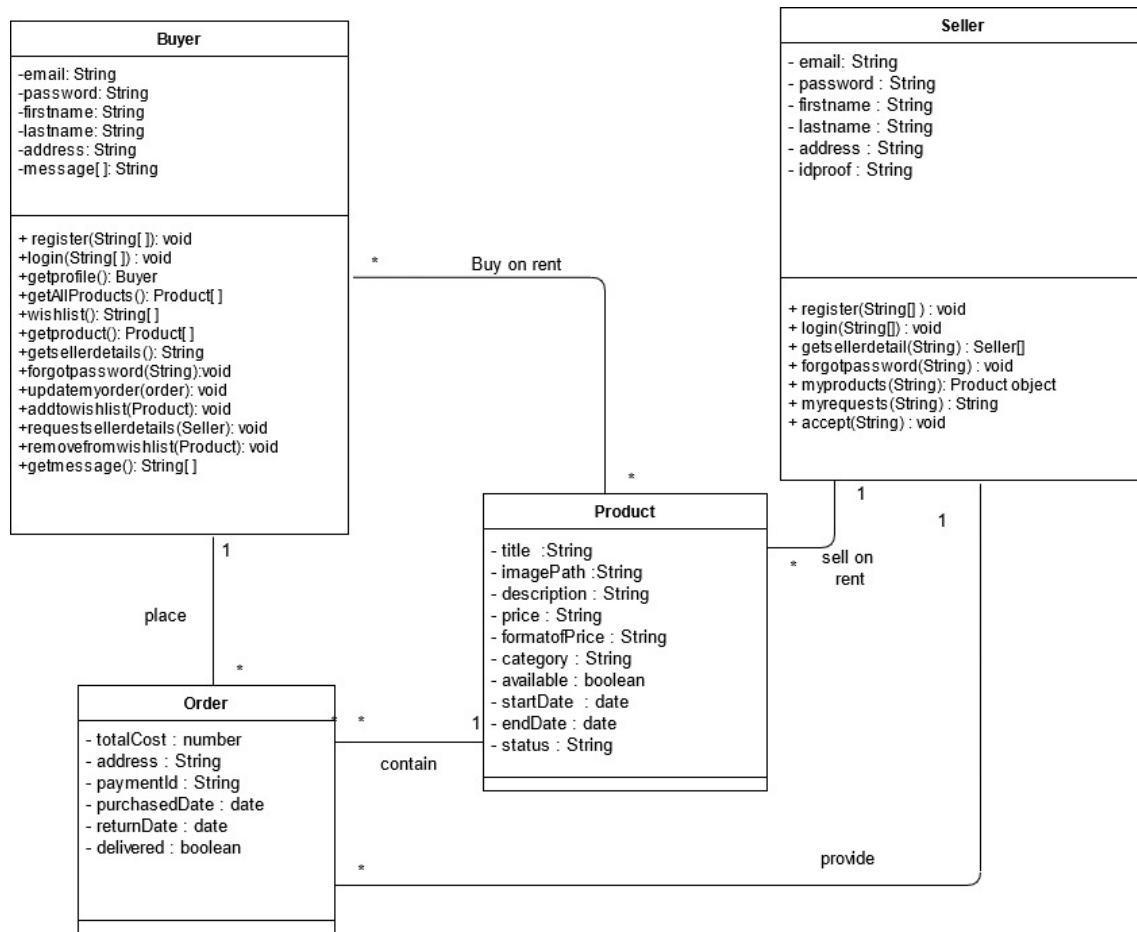 Buyer
-email: String
-password: String
-firstname: String
-lastname: String
-address: String
-message[ ]: String
+ register(String[ ]): void
+login(String[ ]) : void
+getprofile(): Buyer
+getAllProducts(): Product[ ]
+wishlist(): String[ ]
+getproduct(): Product[ ]
+getsellerdetails(): String
+forgotpassword(String):void
+updatemyorder(order): void
+addtowishlist(Product): void
+requestsellerdetails(Seller): void
+removefromwishlist(Product): void
+getmessage(): String[ ]
Seller
- email: String
- password : String
- firstname : String
- lastname : String
- address : String
- idproof : String
+ register(String[] ) : void
+ login(String[]) : void
+ getsellerdetail(String) : Seller[]
+ forgotpassword(String) : void
+ myproducts(String): Product object
+ myrequests(String) : String
+ accept(String) : void
*
Buy on rent
*
Product
- title  :String
- imagePath :String
- description : String
- price : String
- formatofPrice : String
- category : String
- available : boolean
- startDate  : date
- endDate : date
- status : String
1
*
sell on
rent
1
1
place
*
Order
- totalCost : number
- address : String
- paymentId : String
- purchasedDate : date
- returnDate : date
- delivered : boolean
* *
1
contain
*
provide